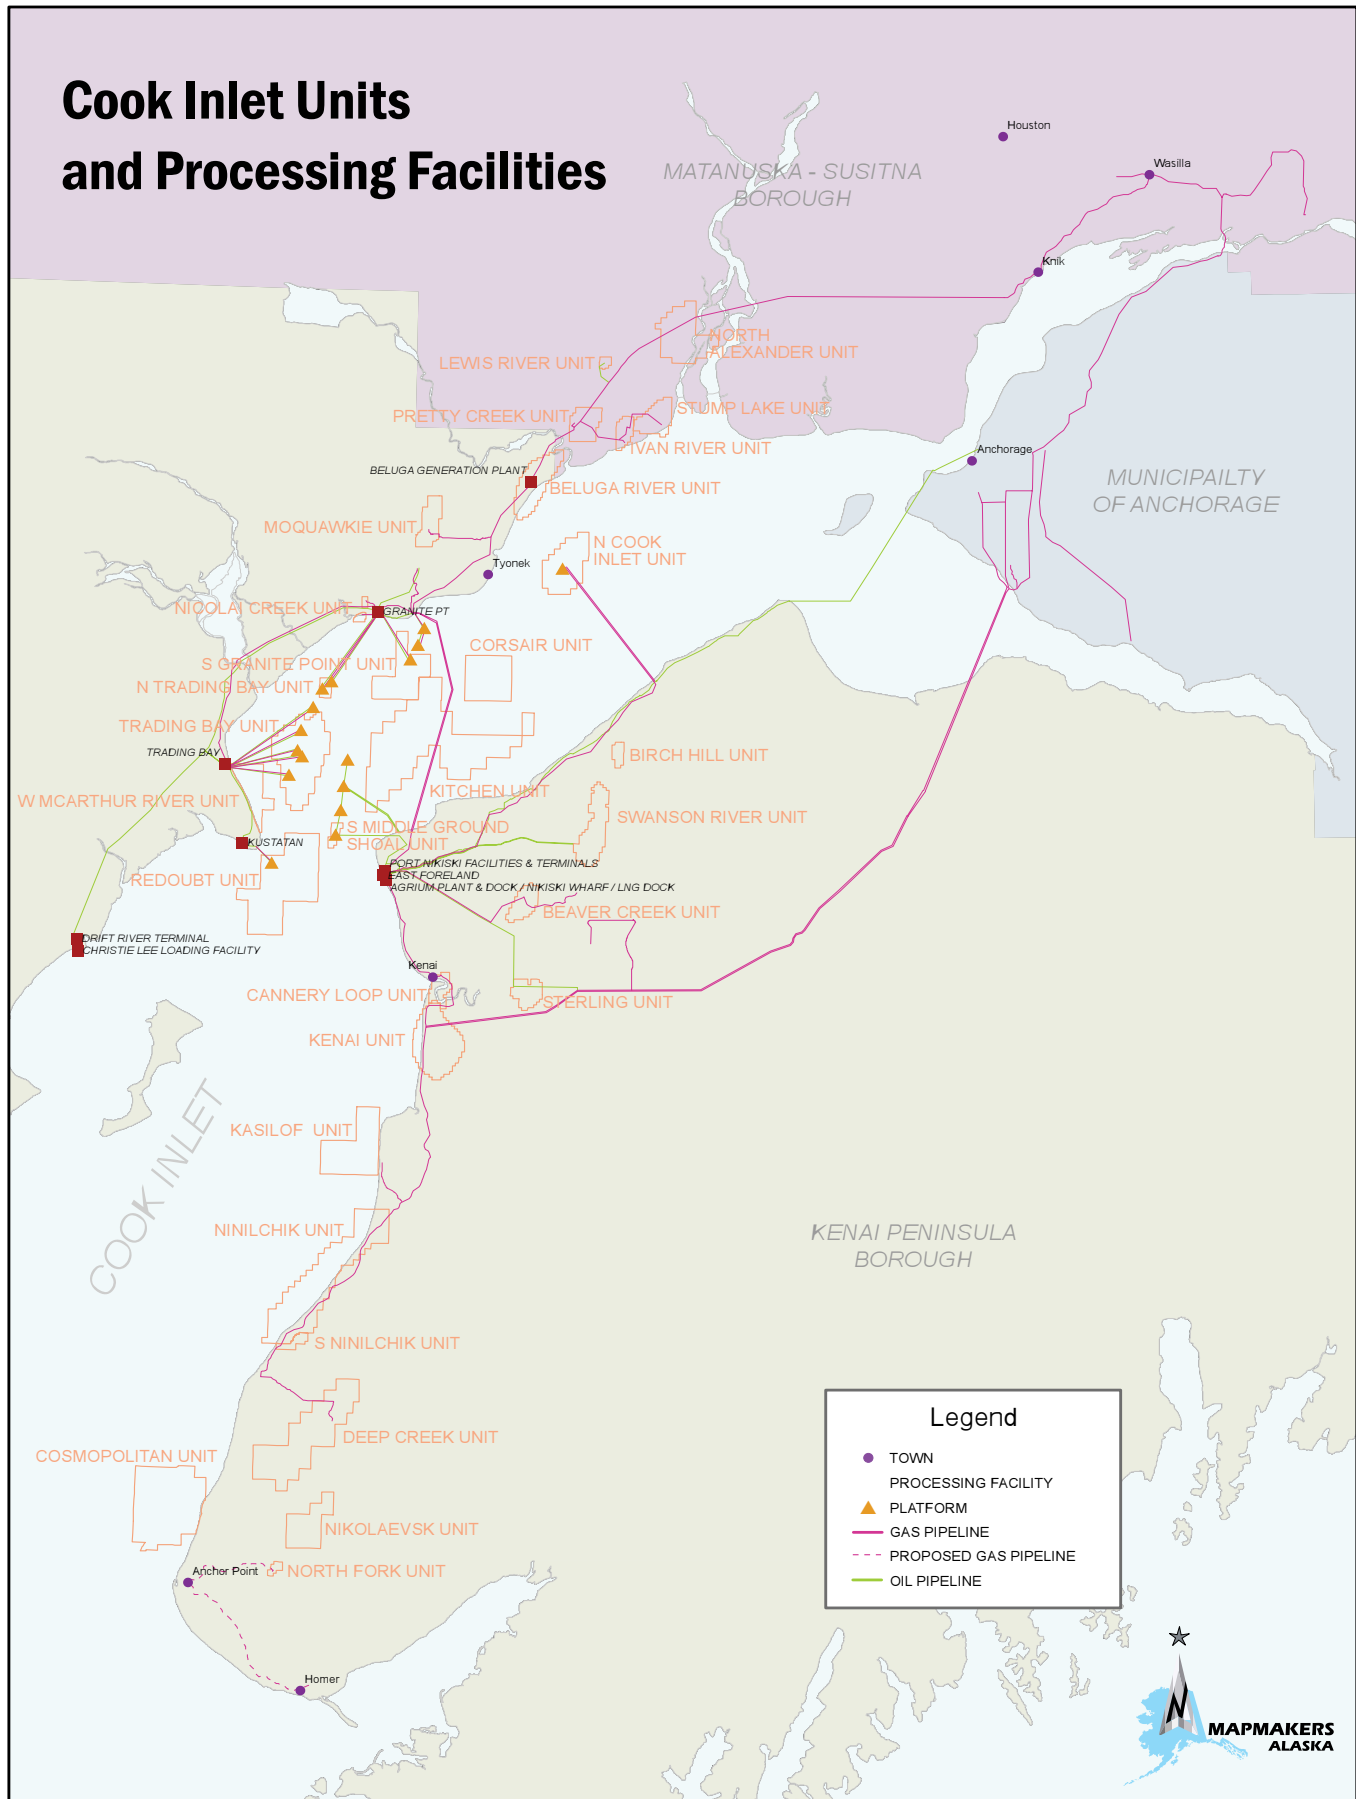 Cook Inlet Units
and Processing Facilities
Houston
Wasilla
MATANUSKA - SUSITNA
BOROUGH
Knik
NORTH
ALEXANDER UNIT
LEWIS RIVER UNIT
PRETTY CREEK UNIT
STUMP LAKE UNIT
IVAN RIVER UNIT
Anchorage
BELUGA GENERATION PLANT
BELUGA RIVER UNIT
MUNICIPAILTY
OF ANCHORAGE
MOQUAWKIE UNIT
N COOK
INLET UNIT
Tyonek
NICOLAI CREEK UNIT
GRANITE PT
CORSAIR UNIT
S GRANITE POINT UNIT
N TRADING BAY UNIT
TRADING BAY UNIT
TRADING BAY
BIRCH HILL UNIT
KITCHEN UNIT
W MCARTHUR RIVER UNIT
SWANSON RIVER UNIT
S MIDDLE GROUND
SHOAL UNIT
KUSTATAN
PORT NIKISKI FACILITIES & TERMINALS
EAST FORELAND
AGRIUM PLANT & DOCK / NIKISKI WHARF / LNG DOCK
REDOUBT UNIT
BEAVER CREEK UNIT
DRIFT RIVER TERMINAL
CHRISTIE LEE LOADING FACILITY
Kenai
CANNERY LOOP UNIT
STERLING UNIT
KENAI UNIT
KASILOF UNIT
COOK INLET
NINILCHIK UNIT
KENAI PENINSULA
BOROUGH
S NINILCHIK UNIT
DEEP CREEK UNIT
COSMOPOLITAN UNIT
NIKOLAEVSK UNIT
Anchor Point
NORTH FORK UNIT
Homer
Legend
TOWN
PROCESSING FACILITY
PLATFORM
GAS PIPELINE
PROPOSED GAS PIPELINE
OIL PIPELINE
N
MAPMAKERS
ALASKA